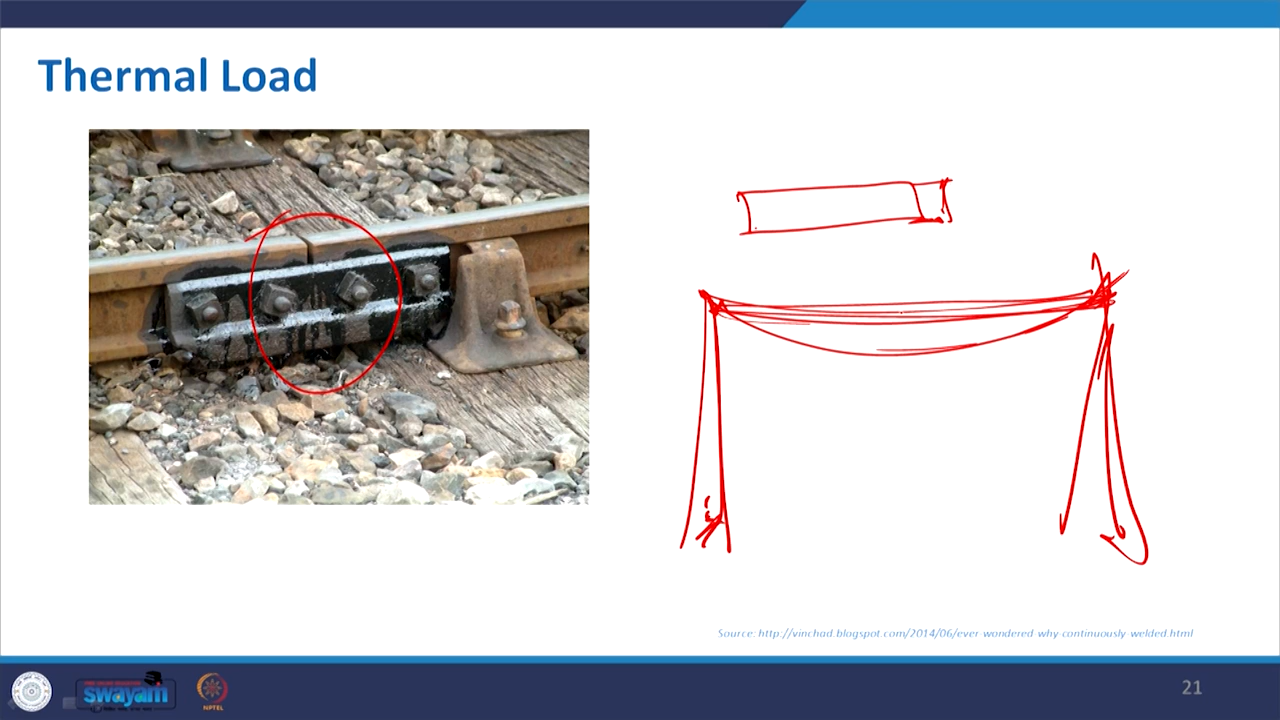 Thermal Load
Source: http://vinchad.blogspot.com/2014/06/ever-wondered-why-continuously-welded.html
swayam
NPTEL
21